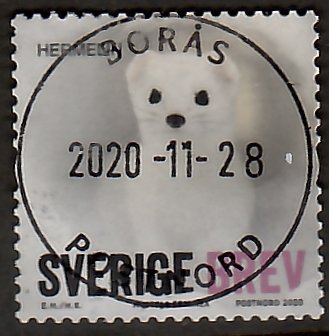 BORÅS
HERMELIN
2020-11-28
SVERIGE BREV
POSTNORD
POSTNORD 2020